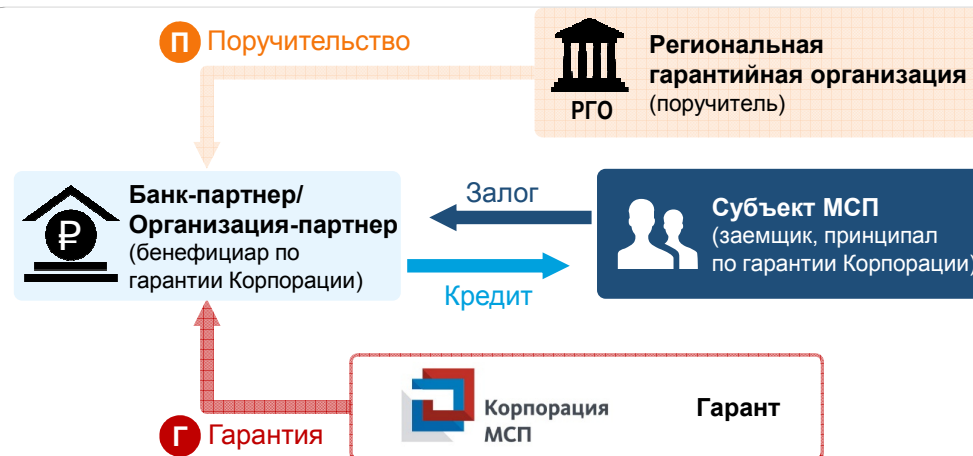 П Поручительство
Региональная
гарантийная организация
(поручитель)
РГО
Банк-партнер/
Организация-партнер
(бенефициар по
гарантии Корпорации)
₽
Залог
Кредит
Субъект МСП
(заемщик, принципал
по гарантии Корпорации)
Корпорация
МСП
Гарант
Г Гарантия